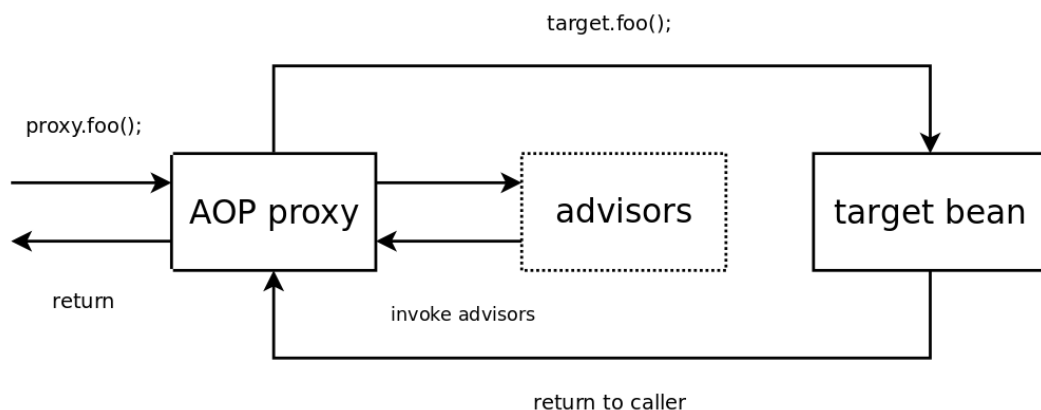 target.foo();
proxy.foo();
AOP proxy
advisors
target bean
return
invoke advisors
return to caller